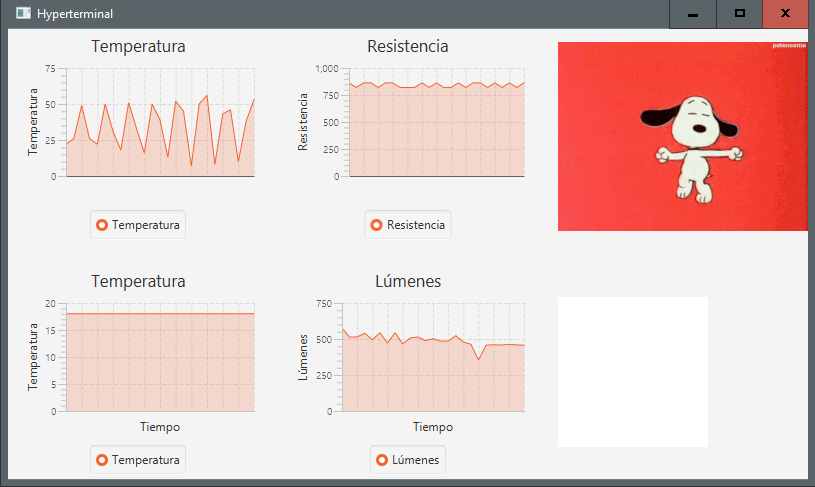 Hyperterminal
Temperatura
75
50
25
0
Temperatura
Temperatura
Resistencia
1,000
750
500
250
0
Resistencia
Resistencia
Temperatura
20
15
10
5
0
Temperatura
Tiempo
Temperatura
Lúmenes
750
500
250
0
Lúmenes
Tiempo
Lúmenes